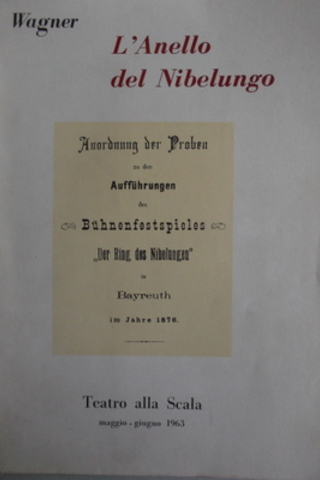 Wagner
L'Anello
del Nibelungo
Anordnung der Proben
zu den
Aufführungen
des
Bühnenfestspieles
„Der Ring des Nibelungen"
in
Bayreuth
im Jahre 1876.
Teatro alla Scala
maggio - giugno 1963